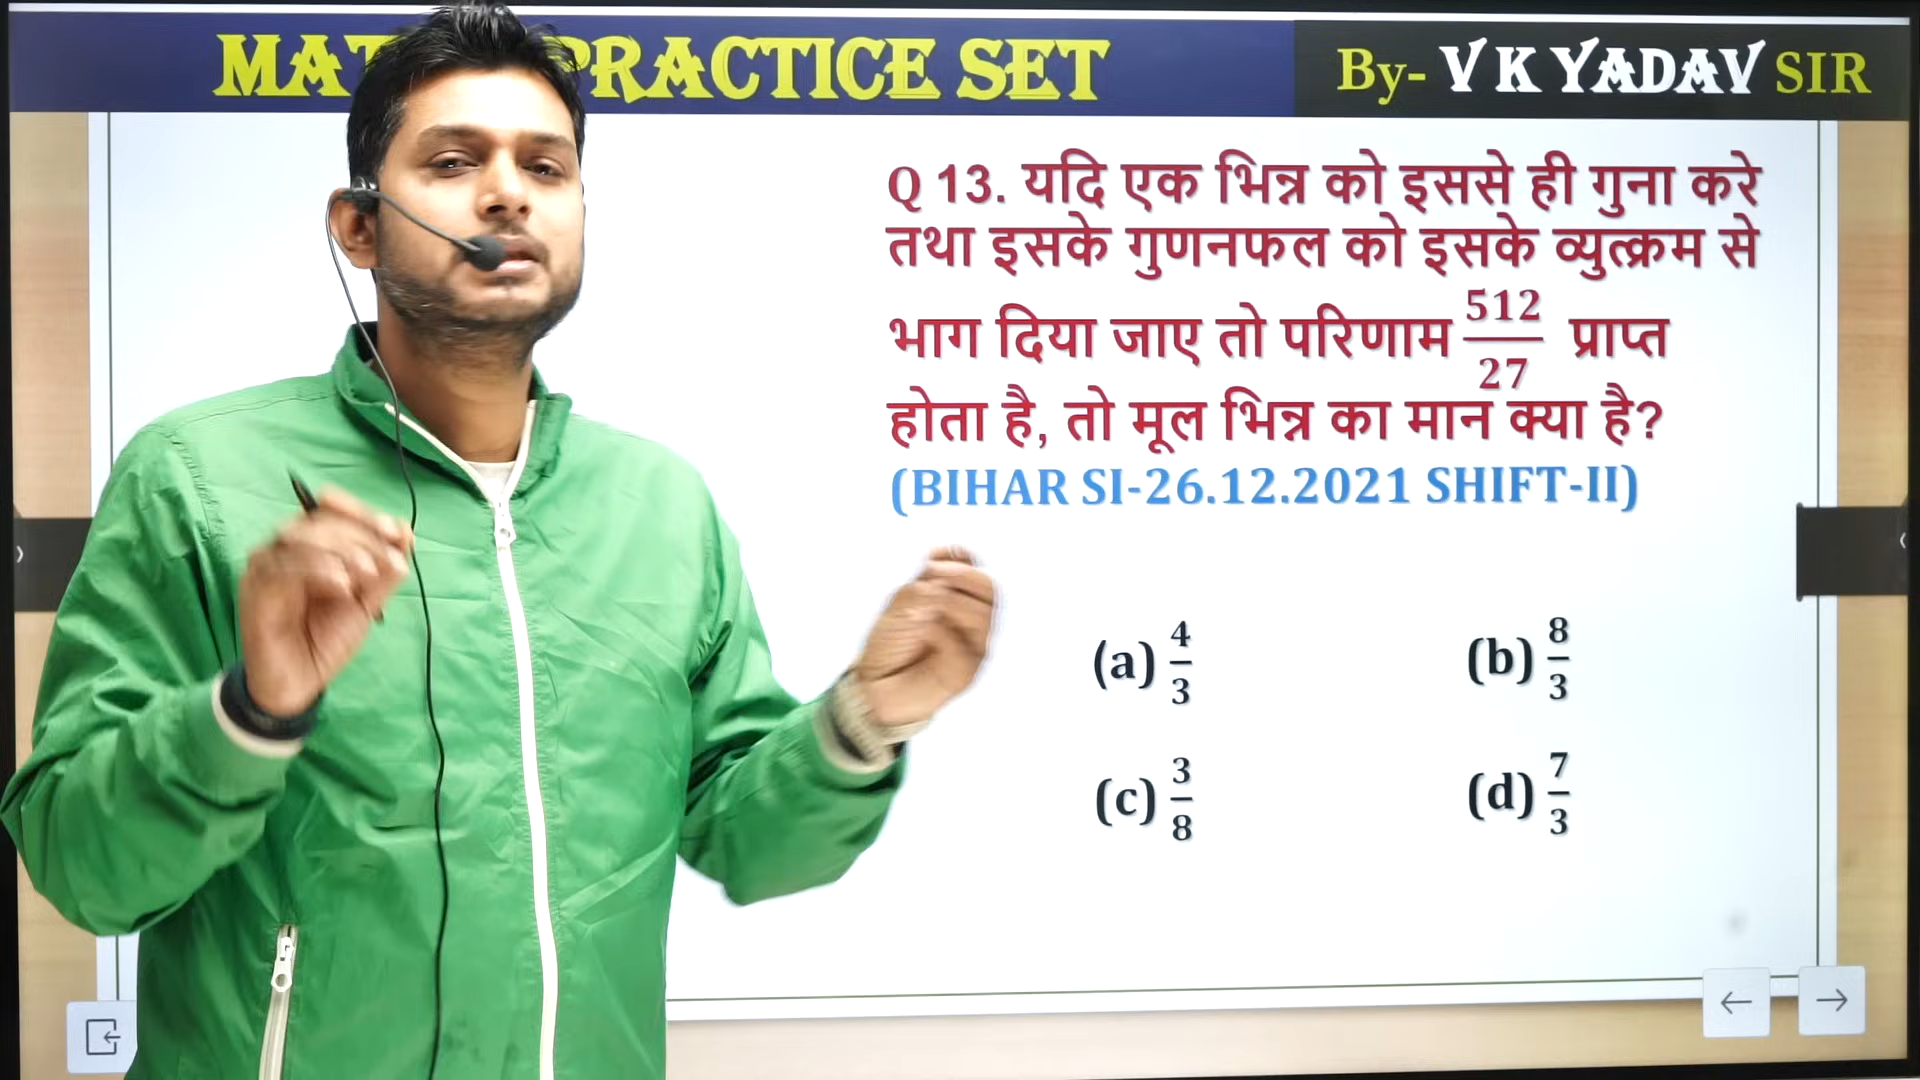 PRACTICE SET
By- V K YADAV SIR
Q 13. यदि एक भिन्न को इससे ही गुना करे
तथा इसके गुणनफल को इसके व्युत्क्रम से
भाग दिया जाए तो परिणाम 512/27 प्राप्त
होता है, तो मूल भिन्न का मान क्या है?
(BIHAR SI-26.12.2021 SHIFT-II)
(a) 4/3 (b) 8/3
(c) 3/8 (d) 7/3